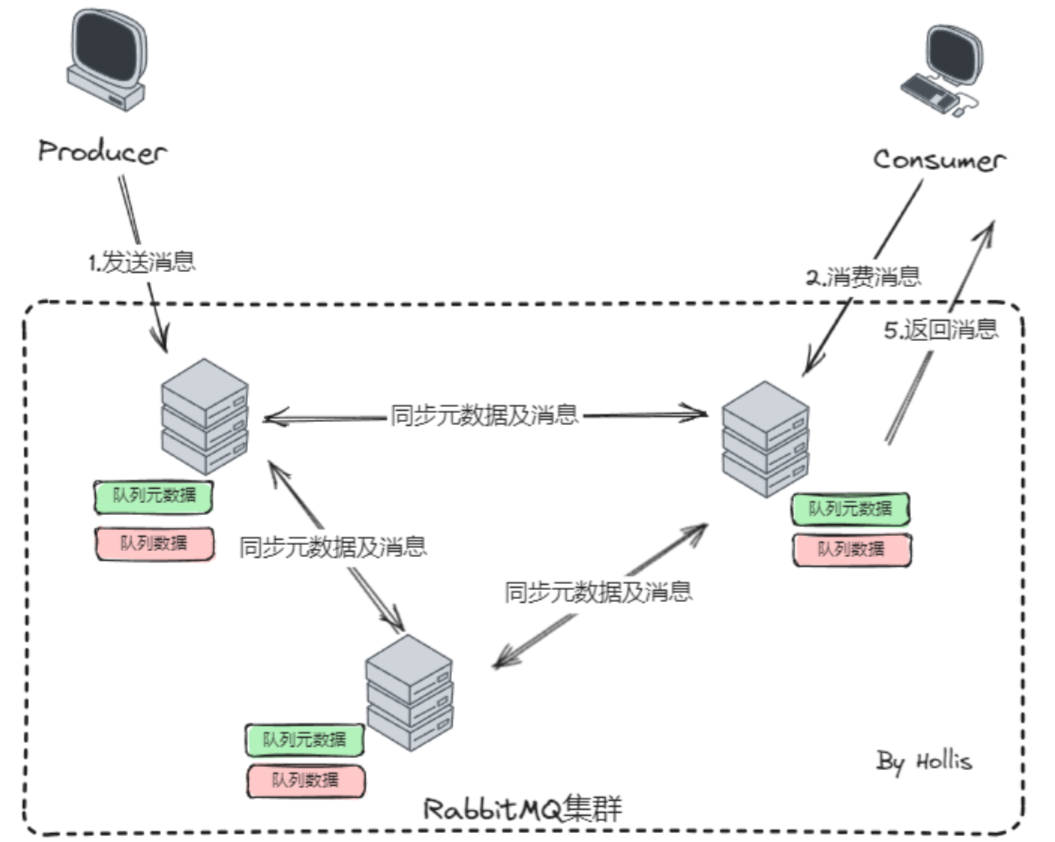 Producer
Consumer
1.发送消息
2.消费消息
5.返回消息
同步元数据及消息
队列元数据
队列数据
队列元数据
队列数据
同步元数据及消息
同步元数据及消息
队列元数据
队列数据
By Hollis
RabbitMQ集群